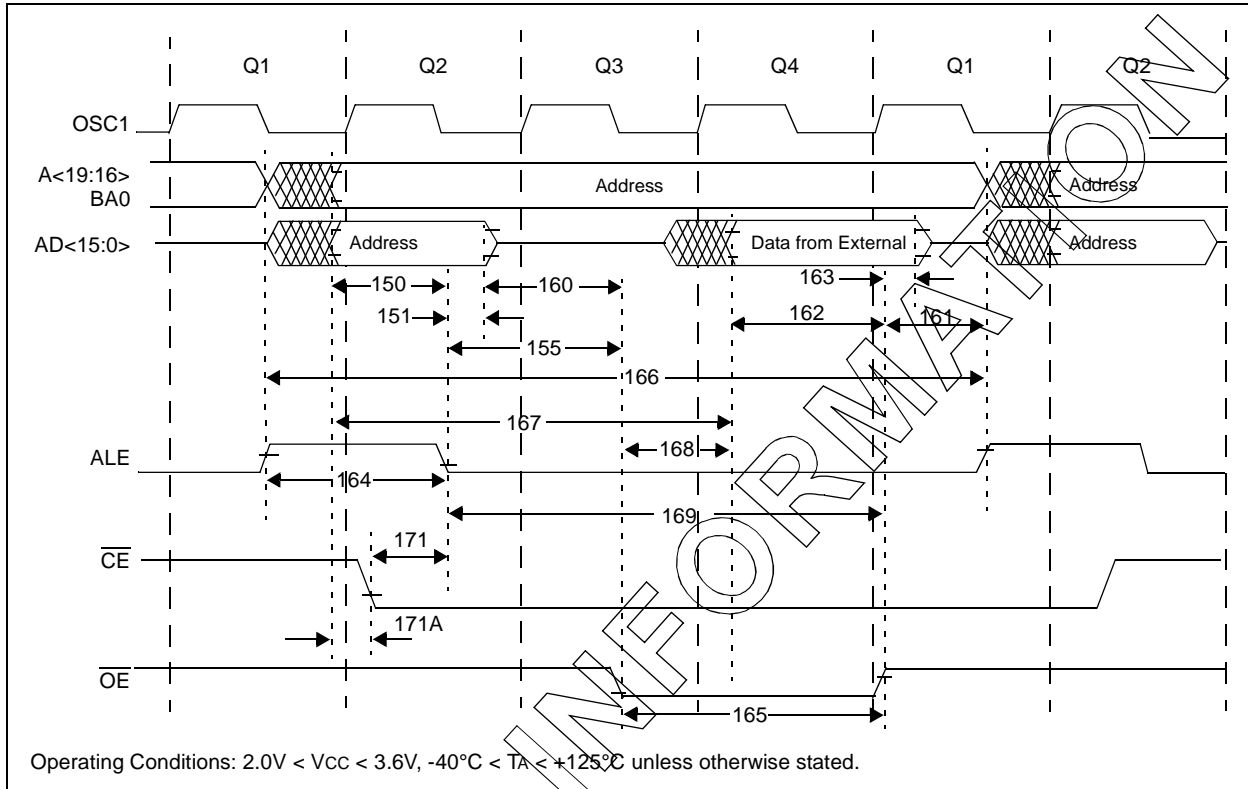 Q1 Q2 Q3 Q4 Q1 Q2
OSC1
A<19:16>
BA0
Address
Address
AD<15:0>
Address
Data from External
Address
163
150
160
151
162
161
155
166
167
ALE
168
164
169
CE
171
171A
OE
165
Operating Conditions: 2.0V < VCC < 3.6V, -40°C < TA < +125°C unless otherwise stated.
INFORMATION